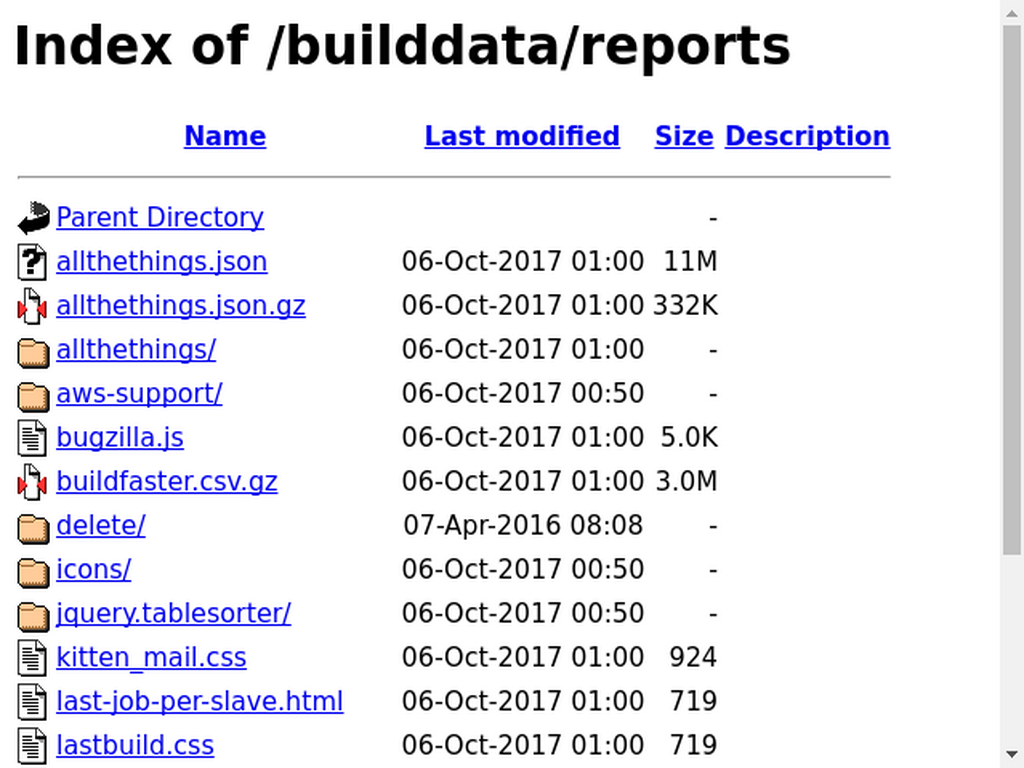 Index of /builddata/reports
Name Last modified Size Description
Parent Directory -
allthethings.json 06-Oct-2017 01:00 11M
allthethings.json.gz 06-Oct-2017 01:00 332K
allthethings/ 06-Oct-2017 01:00 -
aws-support/ 06-Oct-2017 00:50 -
bugzilla.js 06-Oct-2017 01:00 5.0K
buildfaster.csv.gz 06-Oct-2017 01:00 3.0M
delete/ 07-Apr-2016 08:08 -
icons/ 06-Oct-2017 00:50 -
jquery.tablesorter/ 06-Oct-2017 00:50 -
kitten_mail.css 06-Oct-2017 01:00 924
last-job-per-slave.html 06-Oct-2017 01:00 719
lastbuild.css 06-Oct-2017 01:00 719